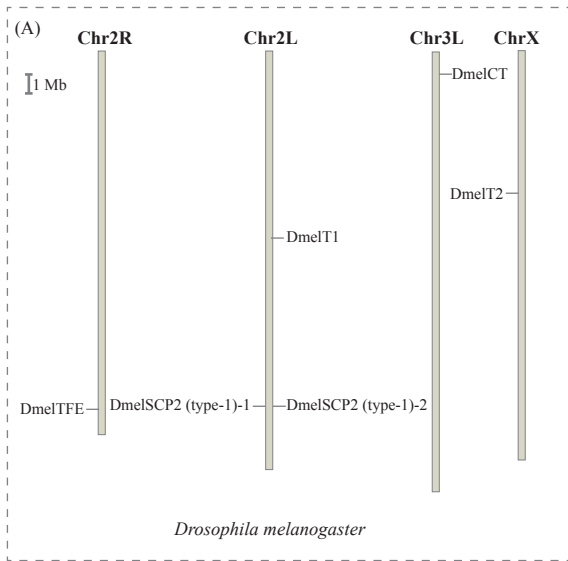 (A)
Chr2R Chr2L Chr3L ChrX
1 Mb
DmelCT
DmelT2
DmelT1
DmelTFE DmelSCP2 (type-1)-1 DmelSCP2 (type-1)-2
Drosophila melanogaster